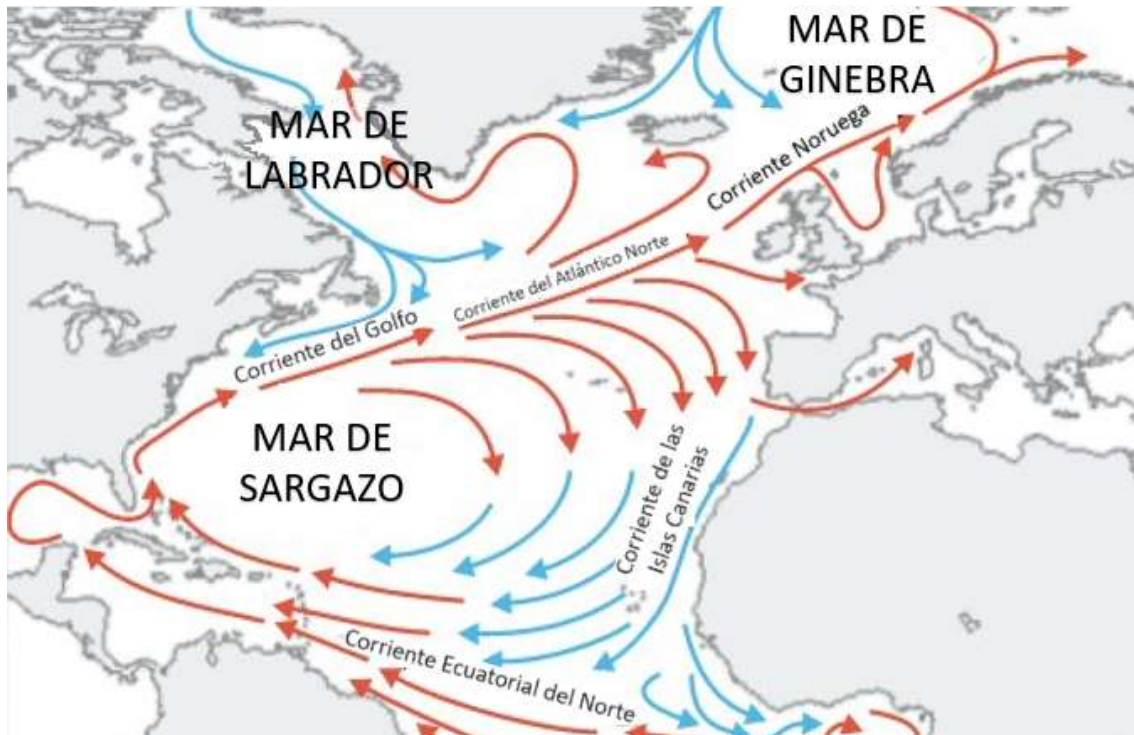 MAR DE
GINEBRA
MAR DE
LABRADOR
Corriente Noruega
Corriente del Atlántico Norte
Corriente del Golfo
MAR DE
SARGAZO
Corriente de las
Islas Canarias
Corriente Ecuatorial del Norte